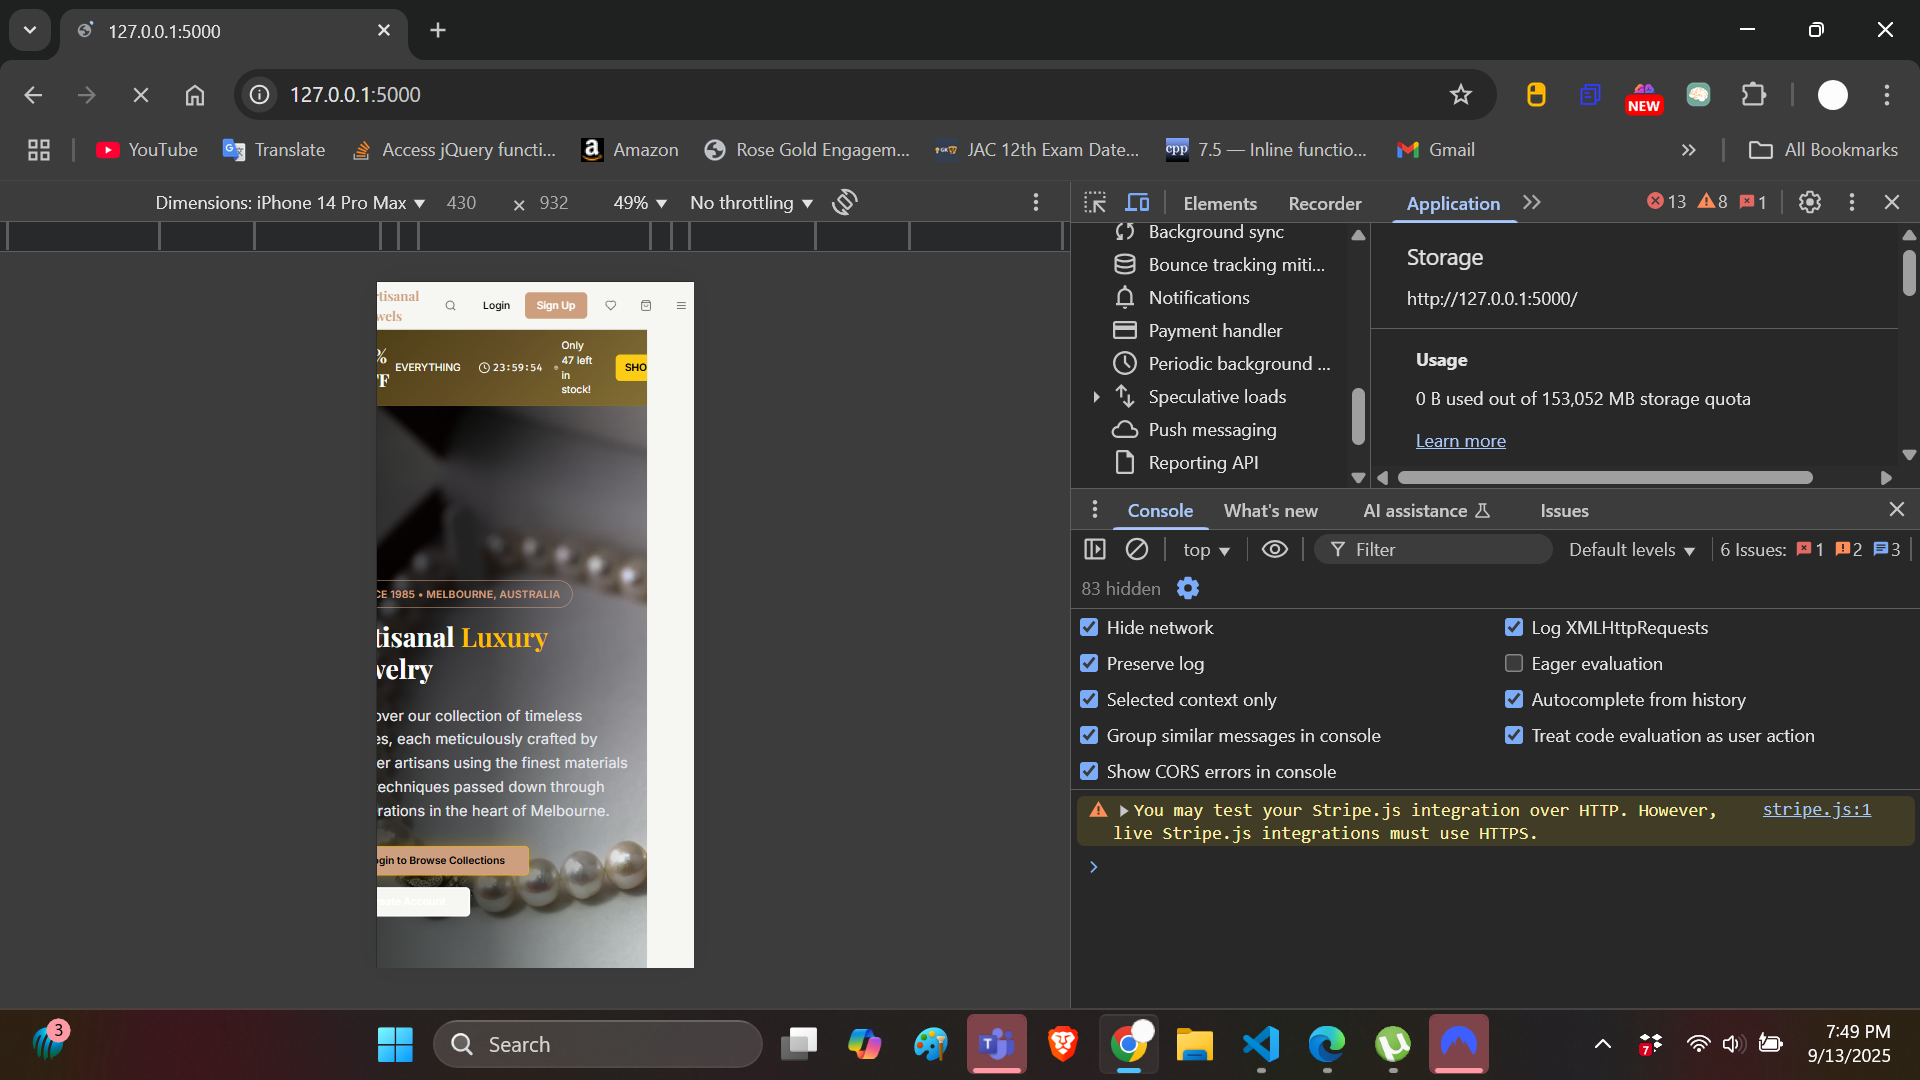 127.0.0.1:5000
127.0.0.1:5000
NEW
YouTube
Translate
Access jQuery functi...
Amazon
Rose Gold Engagem...
JAC 12th Exam Date...
cpp
7.5 — Inline functio...
Gmail
All Bookmarks
Dimensions: iPhone 14 Pro Max
430
×
932
49%
No throttling
Elements
Recorder
Application
13
8
1
Background sync
Bounce tracking miti...
Notifications
Payment handler
Periodic background ...
Speculative loads
Push messaging
Reporting API
Storage
http://127.0.0.1:5000/
Usage
0 B used out of 153,052 MB storage quota
Learn more
tisanal
wels
Login
Sign Up
%
FF
EVERYTHING
23:59:54
Only
47 left
in
stock!
SHO
CE 1985 • MELBOURNE, AUSTRALIA
tisanal Luxury
welry
over our collection of timeless
es, each meticulously crafted by
er artisans using the finest materials
techniques passed down through
rations in the heart of Melbourne.
ogin to Browse Collections
Account
Console
What's new
AI assistance
Issues
top
Filter
Default levels
6 Issues:
1
2
3
83 hidden
Hide network
Log XMLHttpRequests
Preserve log
Eager evaluation
Selected context only
Autocomplete from history
Group similar messages in console
Treat code evaluation as user action
Show CORS errors in console
You may test your Stripe.js integration over HTTP. However,
live Stripe.js integrations must use HTTPS.
stripe.js:1
3
Search
7
7:49 PM
9/13/2025